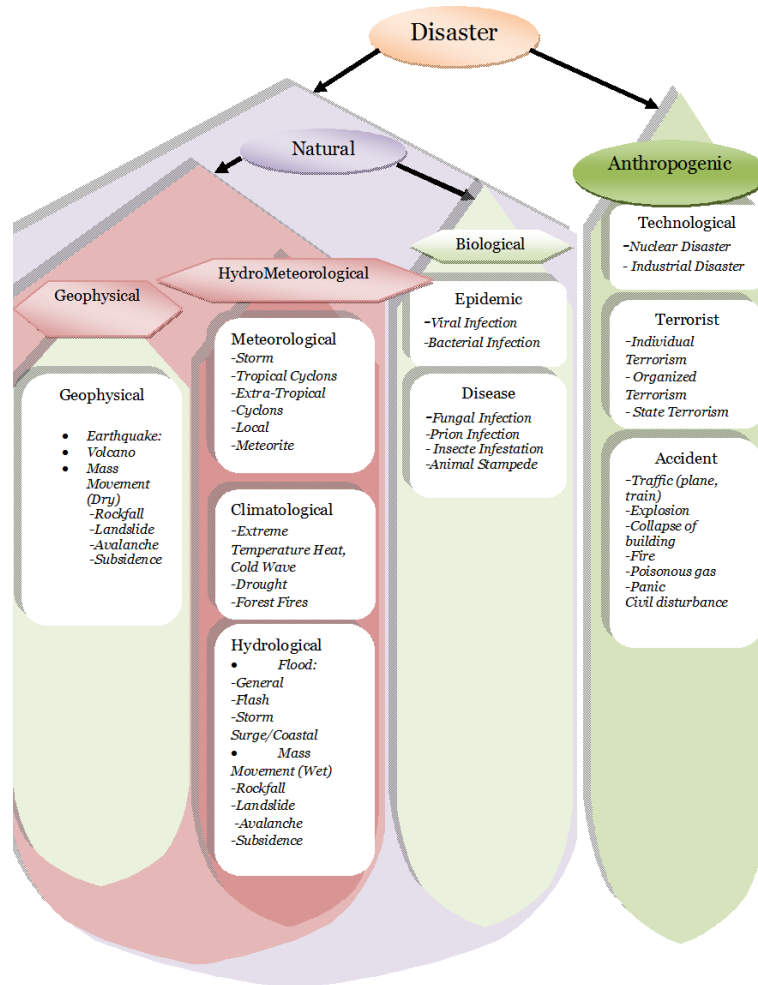 Disaster
Natural
Anthropogenic
Geophysical
HydroMeteorological
Biological
Geophysical
• Earthquake:
• Volcano
• Mass
Movement
(Dry)
-Rockfall
-Landslide
-Avalanche
-Subsidence
Meteorological
-Storm
-Tropical Cyclons
-Extra-Tropical
-Cyclons
-Local
-Meteorite
Climatological
-Extreme
Temperature Heat,
Cold Wave
-Drought
-Forest Fires
Hydrological
• Flood:
-General
-Flash
-Storm
Surge/Coastal
• Mass
Movement (Wet)
-Rockfall
-Landslide
-Avalanche
-Subsidence
Epidemic
-Viral Infection
-Bacterial Infection
Disease
-Fungal Infection
-Prion Infection
- Insecte Infestation
-Animal Stampede
Technological
-Nuclear Disaster
- Industrial Disaster
Terrorist
-Individual
Terrorism
- Organized
Terrorism
- State Terrorism
Accident
-Traffic (plane,
train)
-Explosion
-Collapse of
building
-Fire
-Poisonous gas
-Panic
Civil disturbance